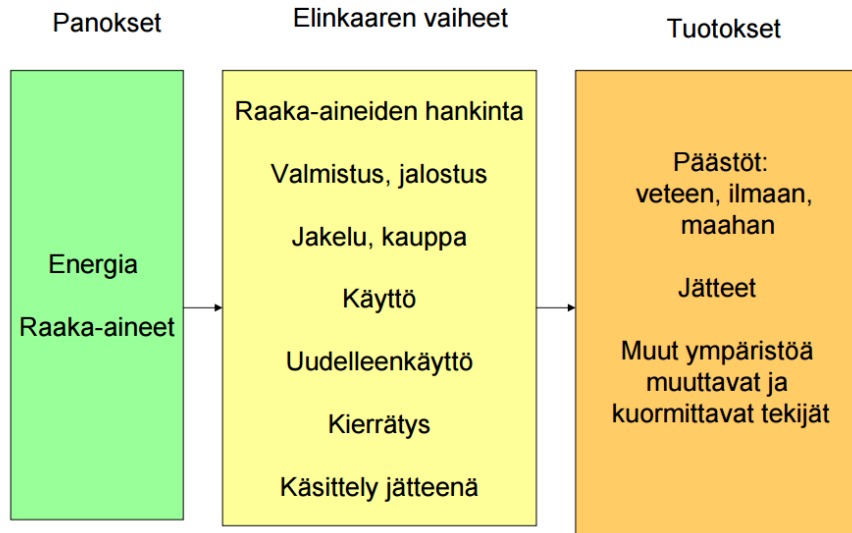 Panokset
Elinkaaren vaiheet
Tuotokset
Energia
Raaka-aineet
Raaka-aineiden hankinta
Valmistus, jalostus
Jakelu, kauppa
Käyttö
Uudelleenkäyttö
Kierrätys
Käsittely jätteenä
Päästöt:
veteen, ilmaan,
maahan
Jätteet
Muut ympäristöä
muuttavat ja
kuormittavat tekijät